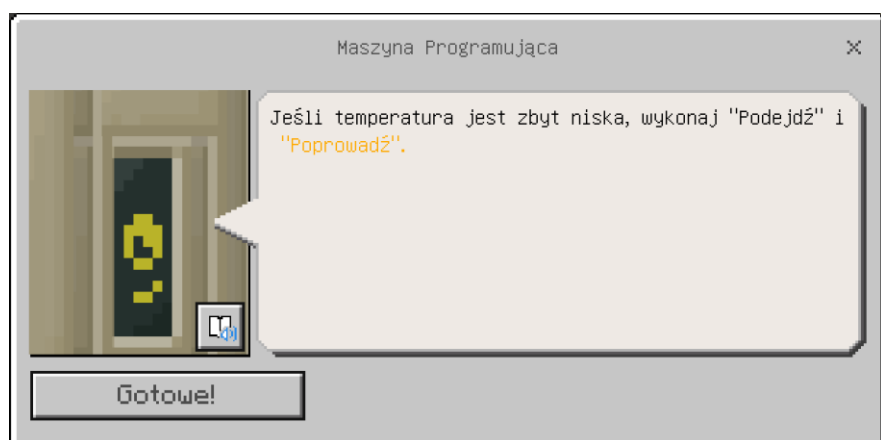 Maszyna Programująca
Jeśli temperatura jest zbyt niska, wykonaj "Podejdź" i
"Poprowadź".
Gotowe!